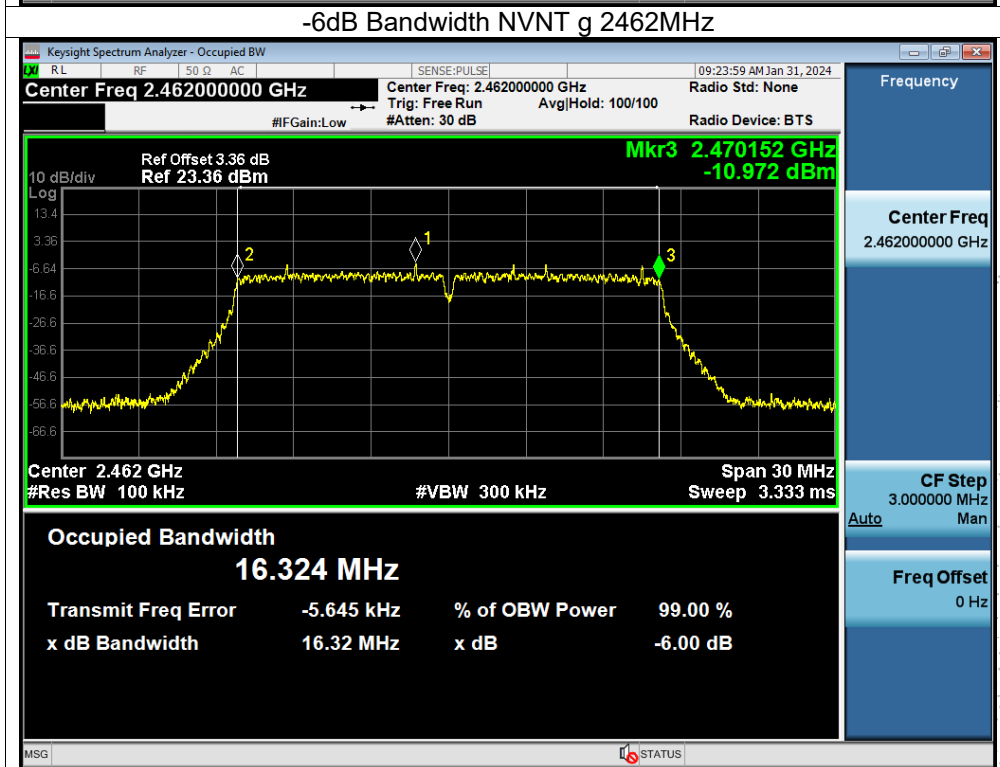 -6dB Bandwidth NVNT g 2462MHz
Keysight Spectrum Analyzer - Occupied BW
LXI RL RF 50 Ω AC SENSE:PULSE 09:23:59 AM Jan 31, 2024
Center Freq 2.462000000 GHz Center Freq: 2.462000000 GHz Radio Std: None
Trig: Free Run Avg|Hold: 100/100
#IFGain:Low #Atten: 30 dB Radio Device: BTS
Frequency
Mkr3 2.470152 GHz
-10.972 dBm
Ref Offset 3.36 dB
10 dB/div Ref 23.36 dBm
Log
13.4
3.36
-6.64
-16.6
-26.6
-36.6
-46.6
-56.6
-66.6
1
2
3
Center 2.462 GHz Span 30 MHz
#Res BW 100 kHz #VBW 300 kHz Sweep 3.333 ms
Center Freq
2.462000000 GHz
CF Step
3.000000 MHz
Auto Man
Freq Offset
0 Hz
Occupied Bandwidth
16.324 MHz
Transmit Freq Error -5.645 kHz % of OBW Power 99.00 %
x dB Bandwidth 16.32 MHz x dB -6.00 dB
MSG STATUS